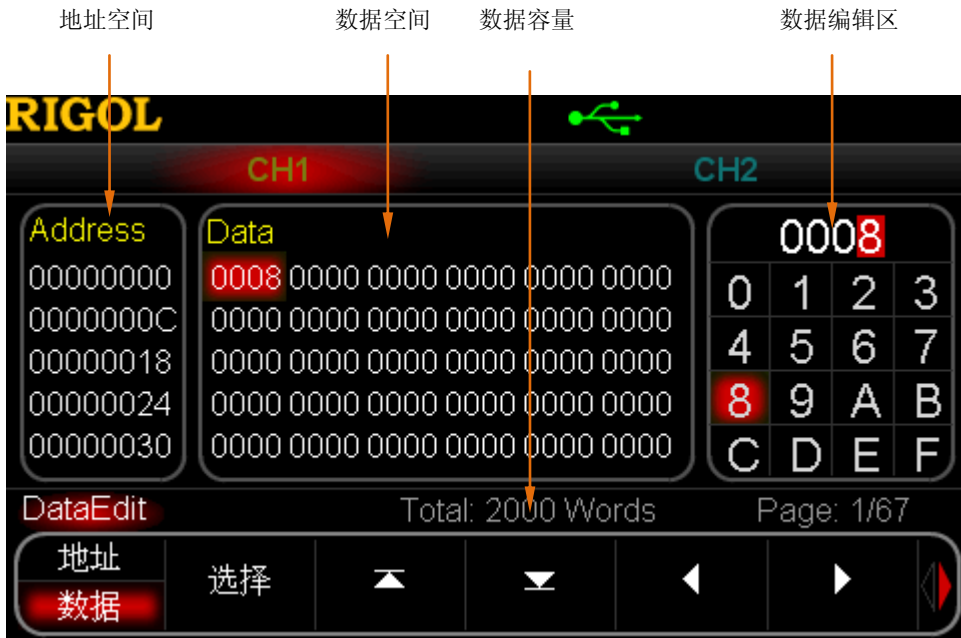 地址空间 数据空间 数据容量 数据编辑区
RIGOL
CH1 CH2
Address Data 0008
00000000 0008 0000 0000 0000 0000 0000 0 1 2 3
0000000C 0000 0000 0000 0000 0000 0000 4 5 6 7
00000018 0000 0000 0000 0000 0000 0000 8 9 A B
00000024 0000 0000 0000 0000 0000 0000 C D E F
00000030 0000 0000 0000 0000 0000 0000
DataEdit Total: 2000 Words Page: 1/67
地址 选择
数据